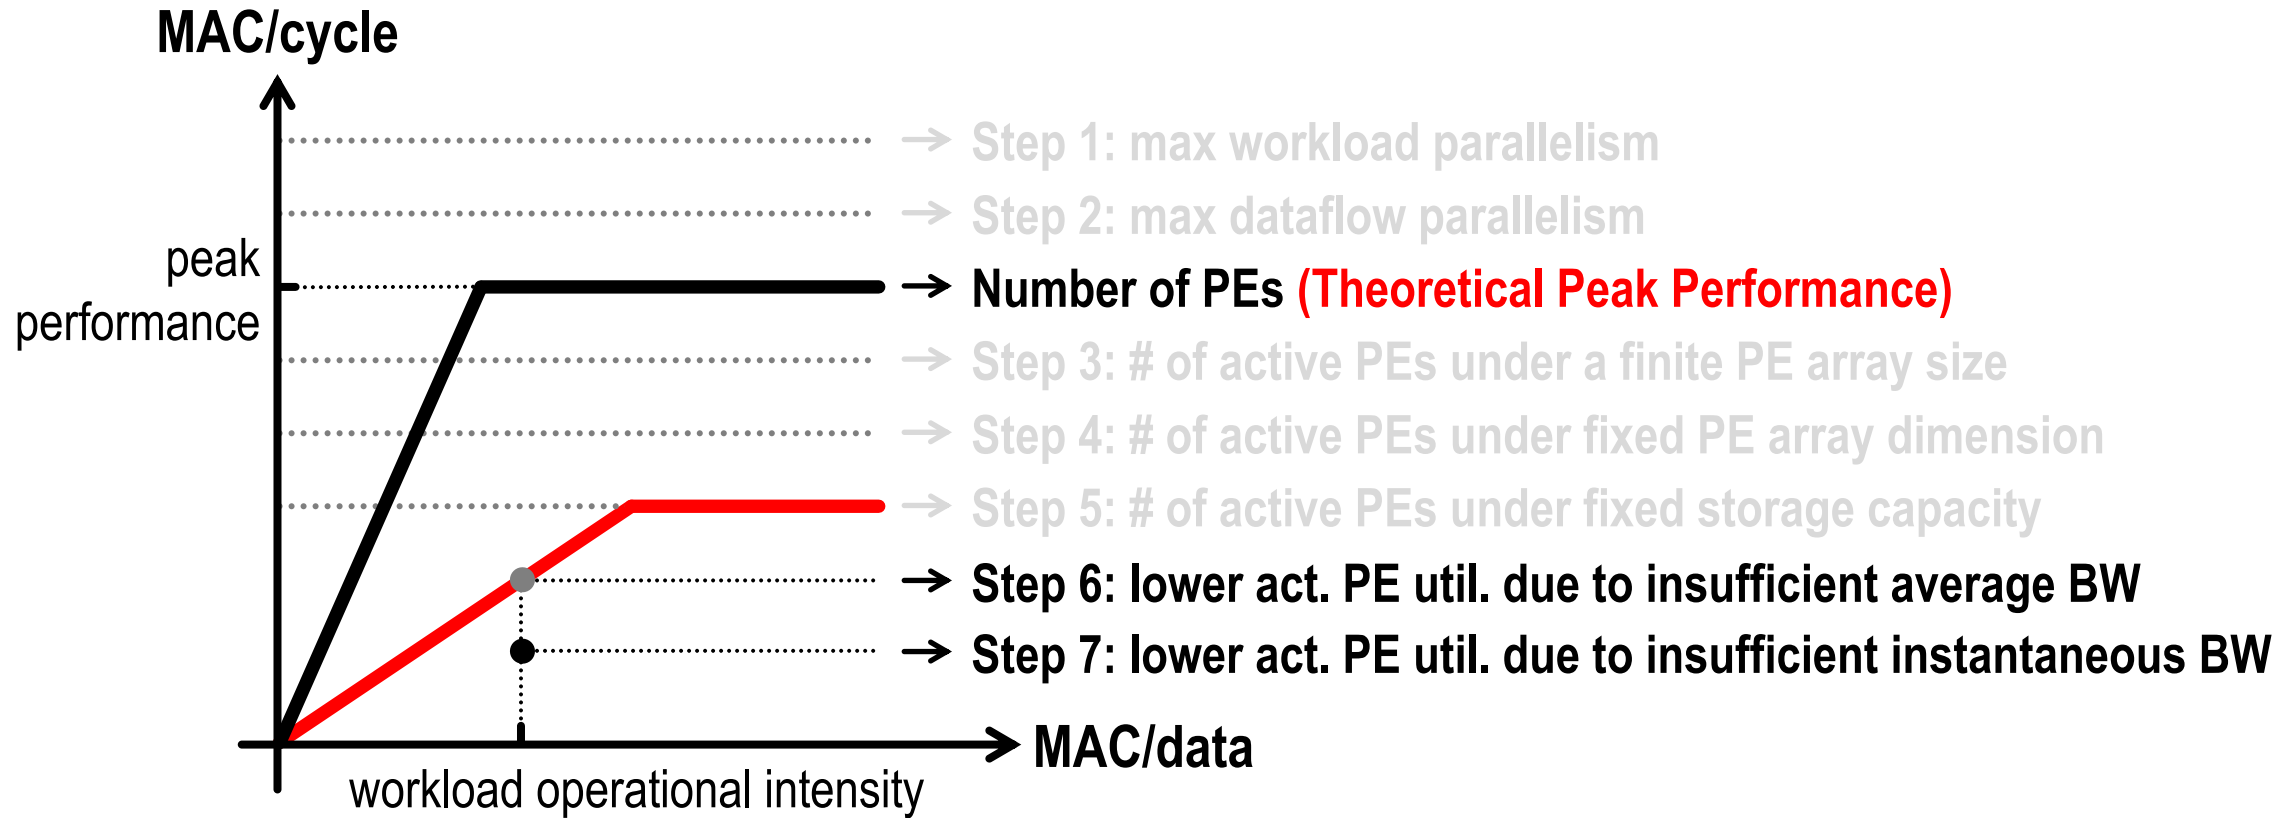 MAC/cycle
Step 1: max workload parallelism
Step 2: max dataflow parallelism
peak
performance
Number of PEs (Theoretical Peak Performance)
Step 3: # of active PEs under a finite PE array size
Step 4: # of active PEs under fixed PE array dimension
Step 5: # of active PEs under fixed storage capacity
Step 6: lower act. PE util. due to insufficient average BW
Step 7: lower act. PE util. due to insufficient instantaneous BW
MAC/data
workload operational intensity